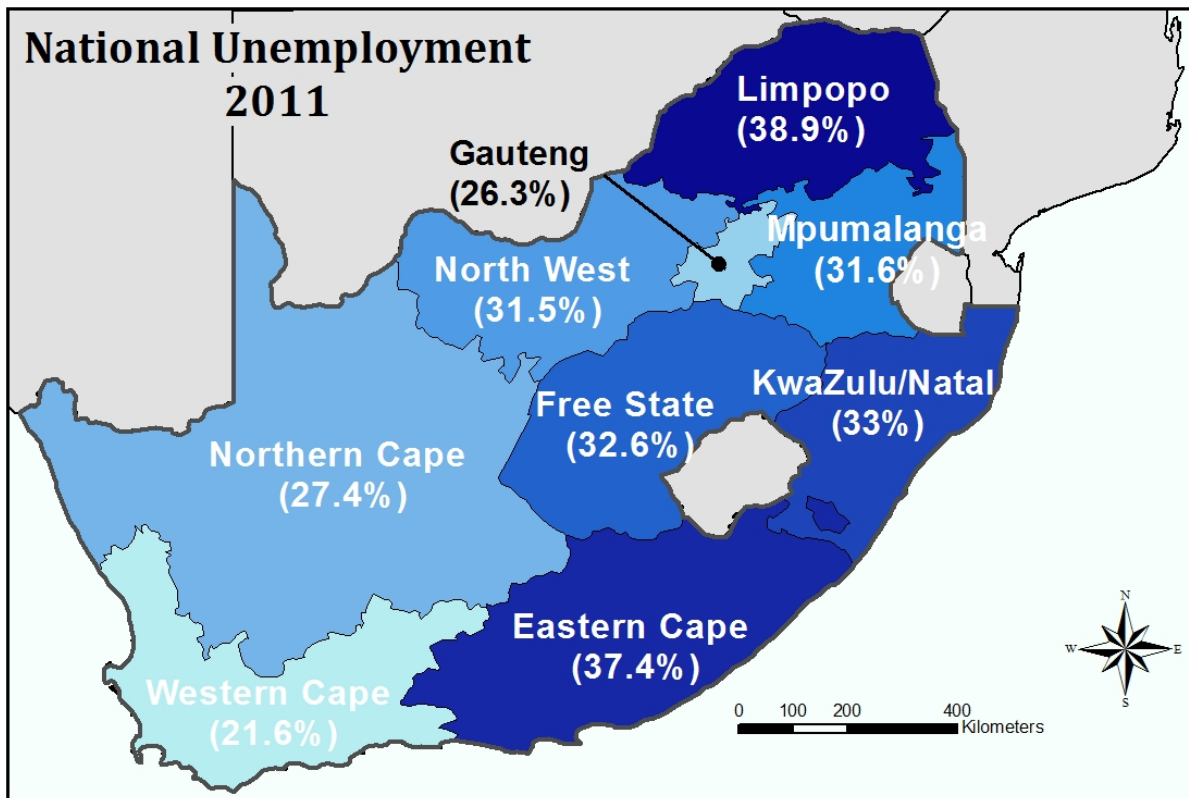 National Unemployment
2011
Limpopo
(38.9%)
Gauteng
(26.3%)
Mpumalanga
(31.6%)
North West
(31.5%)
KwaZulu/Natal
(33%)
Free State
(32.6%)
Northern Cape
(27.4%)
Eastern Cape
(37.4%)
Western Cape
(21.6%)
N
W
E
S
0 100 200 400
Kilometers